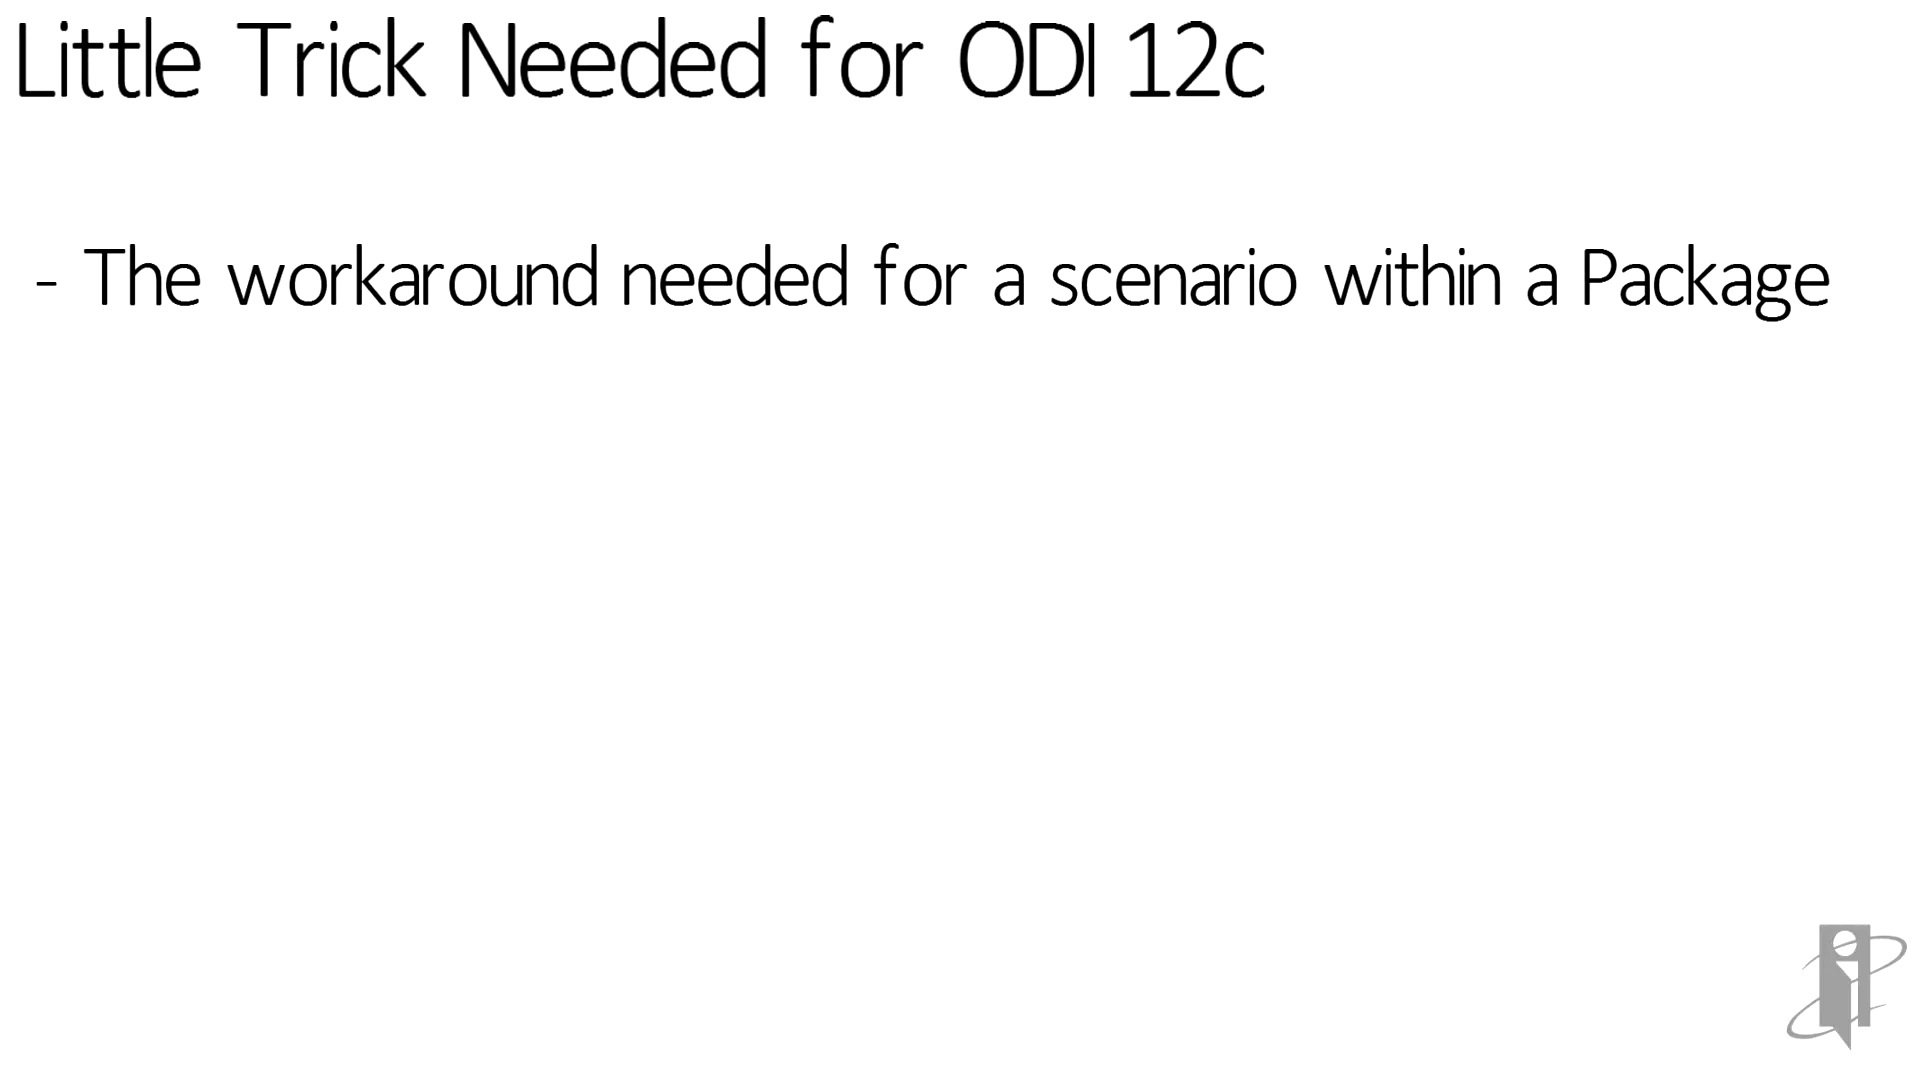 Little Trick Needed for ODI 12c
- The workaround needed for a scenario within a Package